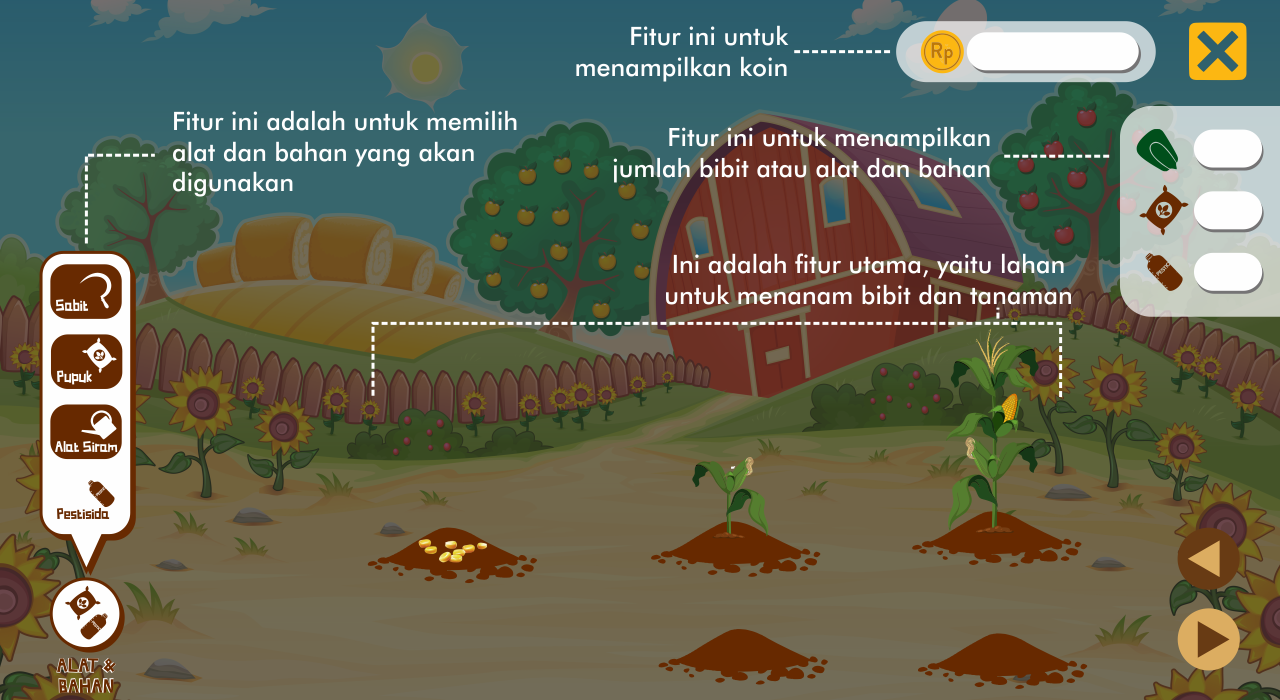 Fitur ini untuk
menampilkan koin
Rp
Fitur ini adalah untuk memilih
alat dan bahan yang akan
digunakan
Fitur ini untuk menampilkan
jumlah bibit atau alat dan bahan
Ini adalah fitur utama, yaitu lahan
untuk menanam bibit dan tanaman
Sabit
Pupuk
Alat Siram
Pestisida
ALAT &
BAHAN